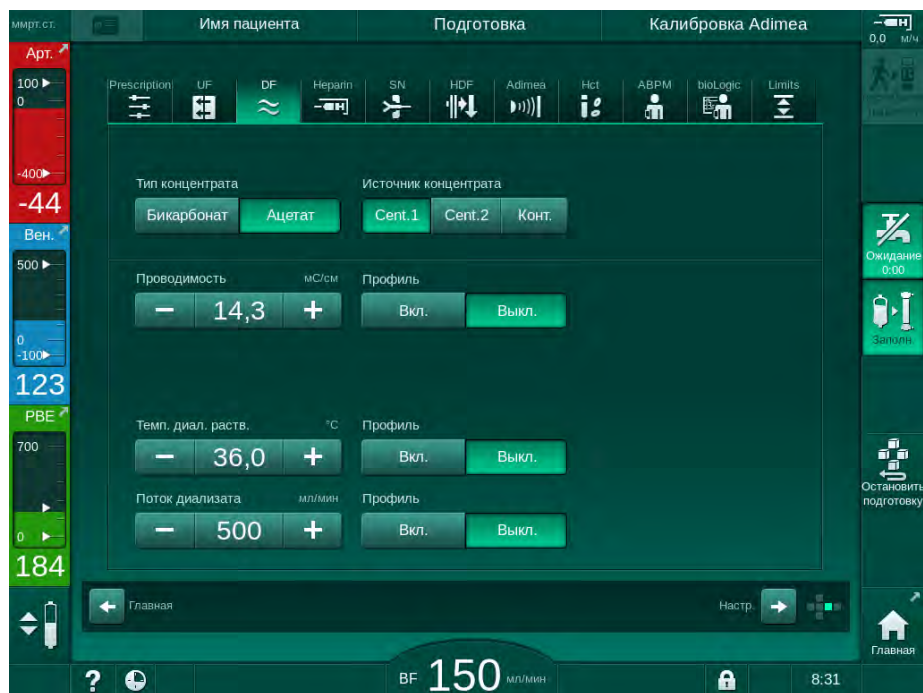 ммрт.ст.
Имя пациента
Подготовка
Калибровка Adimea
0,0 м/ч
Арт.
100
0
-400
-44
Вен.
500
0
-100
123
PBE
700
0
184
Prescription
UF
DF
Heparin
SN
HDF
Adimea
Hct
ABPM
bioLogic
Limits
Тип концентрата
Источник концентрата
Бикарбонат
Ацетат
Cent.1
Cent.2
Конт.
Проводимость мС/см
Профиль
14,3
Вкл.
Выкл.
Темп. диал. раств. °C
Профиль
36,0
Вкл.
Выкл.
Поток диализата мл/мин
Профиль
500
Вкл.
Выкл.
Главная
Настр.
Ожидание
0:00
Заполн.
Остановить
подготовку
Главная
?
BF 150 мл/мин
8:31